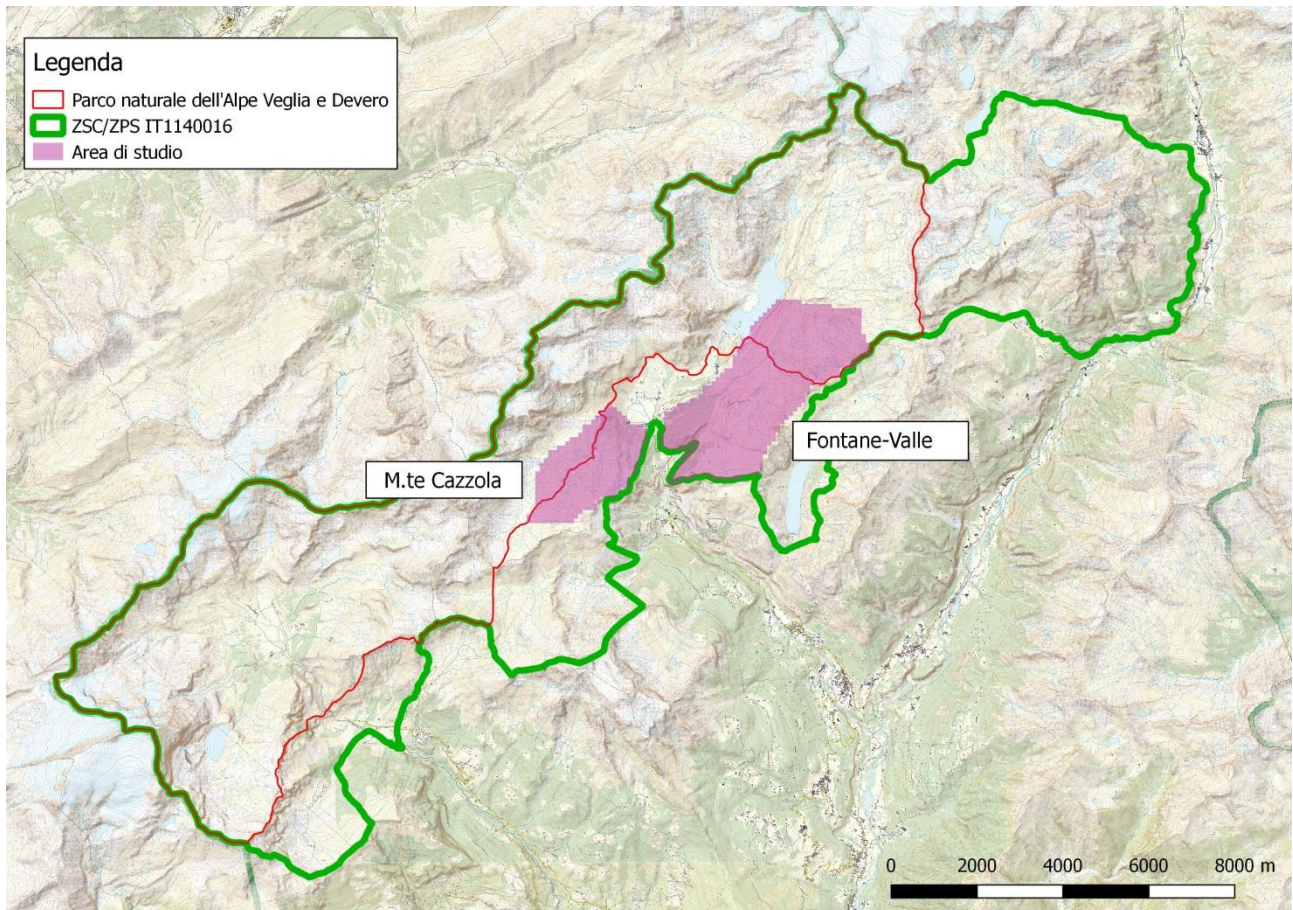 Legenda
Parco naturale dell'Alpe Veglia e Devero
ZSC/ZPS IT1140016
Area di studio
Fontane-Valle
M.te Cazzola
0 2000 4000 6000 8000 m